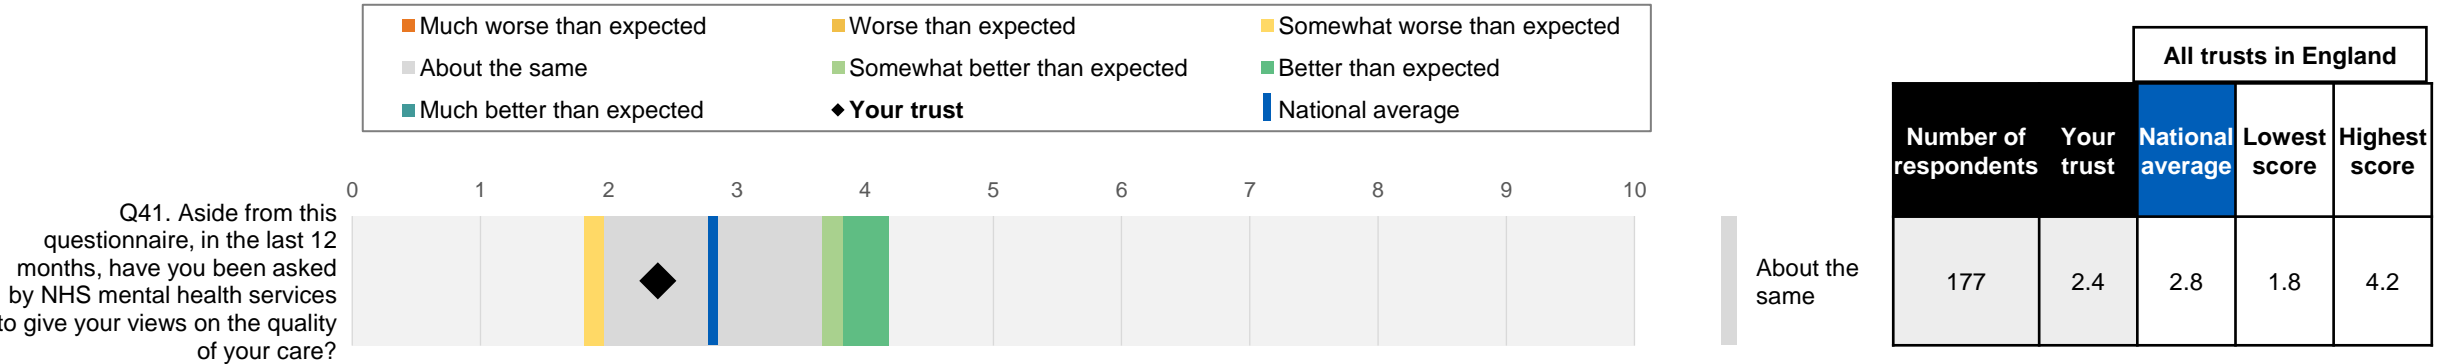 Much worse than expected
Worse than expected
Somewhat worse than expected
About the same
Somewhat better than expected
Better than expected
Much better than expected
Your trust
National average
0 1 2 3 4 5 6 7 8 9 10
Q41. Aside from this
questionnaire, in the last 12
months, have you been asked
by NHS mental health services
to give your views on the quality
of your care?
About the
same
All trusts in England
Number of
respondents
Your
trust
National
average
Lowest
score
Highest
score
177 2.4 2.8 1.8 4.2